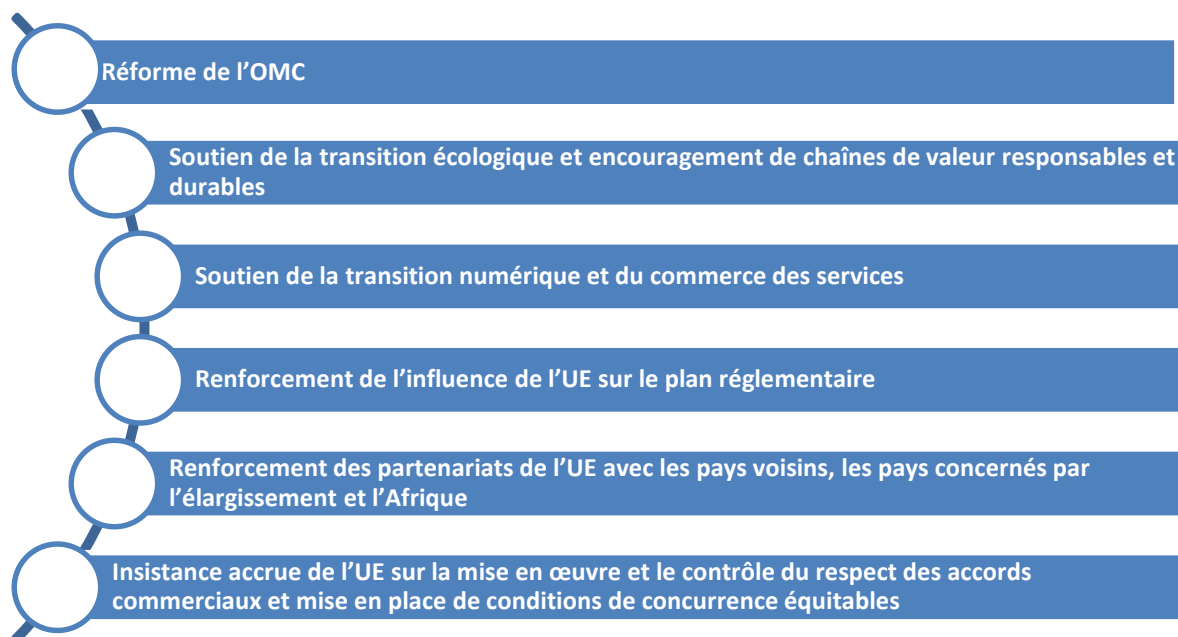 Réforme de l’OMC
Soutien de la transition écologique et encouragement de chaînes de valeur responsables et
durables
Soutien de la transition numérique et du commerce des services
Renforcement de l’influence de l’UE sur le plan réglementaire
Renforcement des partenariats de l’UE avec les pays voisins, les pays concernés par
l’élargissement et l’Afrique
Insistance accrue de l’UE sur la mise en œuvre et le contrôle du respect des accords
commerciaux et mise en place de conditions de concurrence équitables